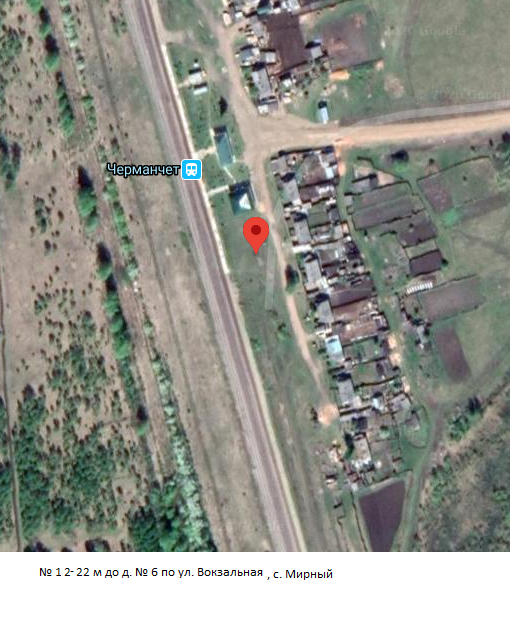 Черманчет
№ 1 2- 22 м до д. № 6 по ул. Вокзальная , с. Мирный